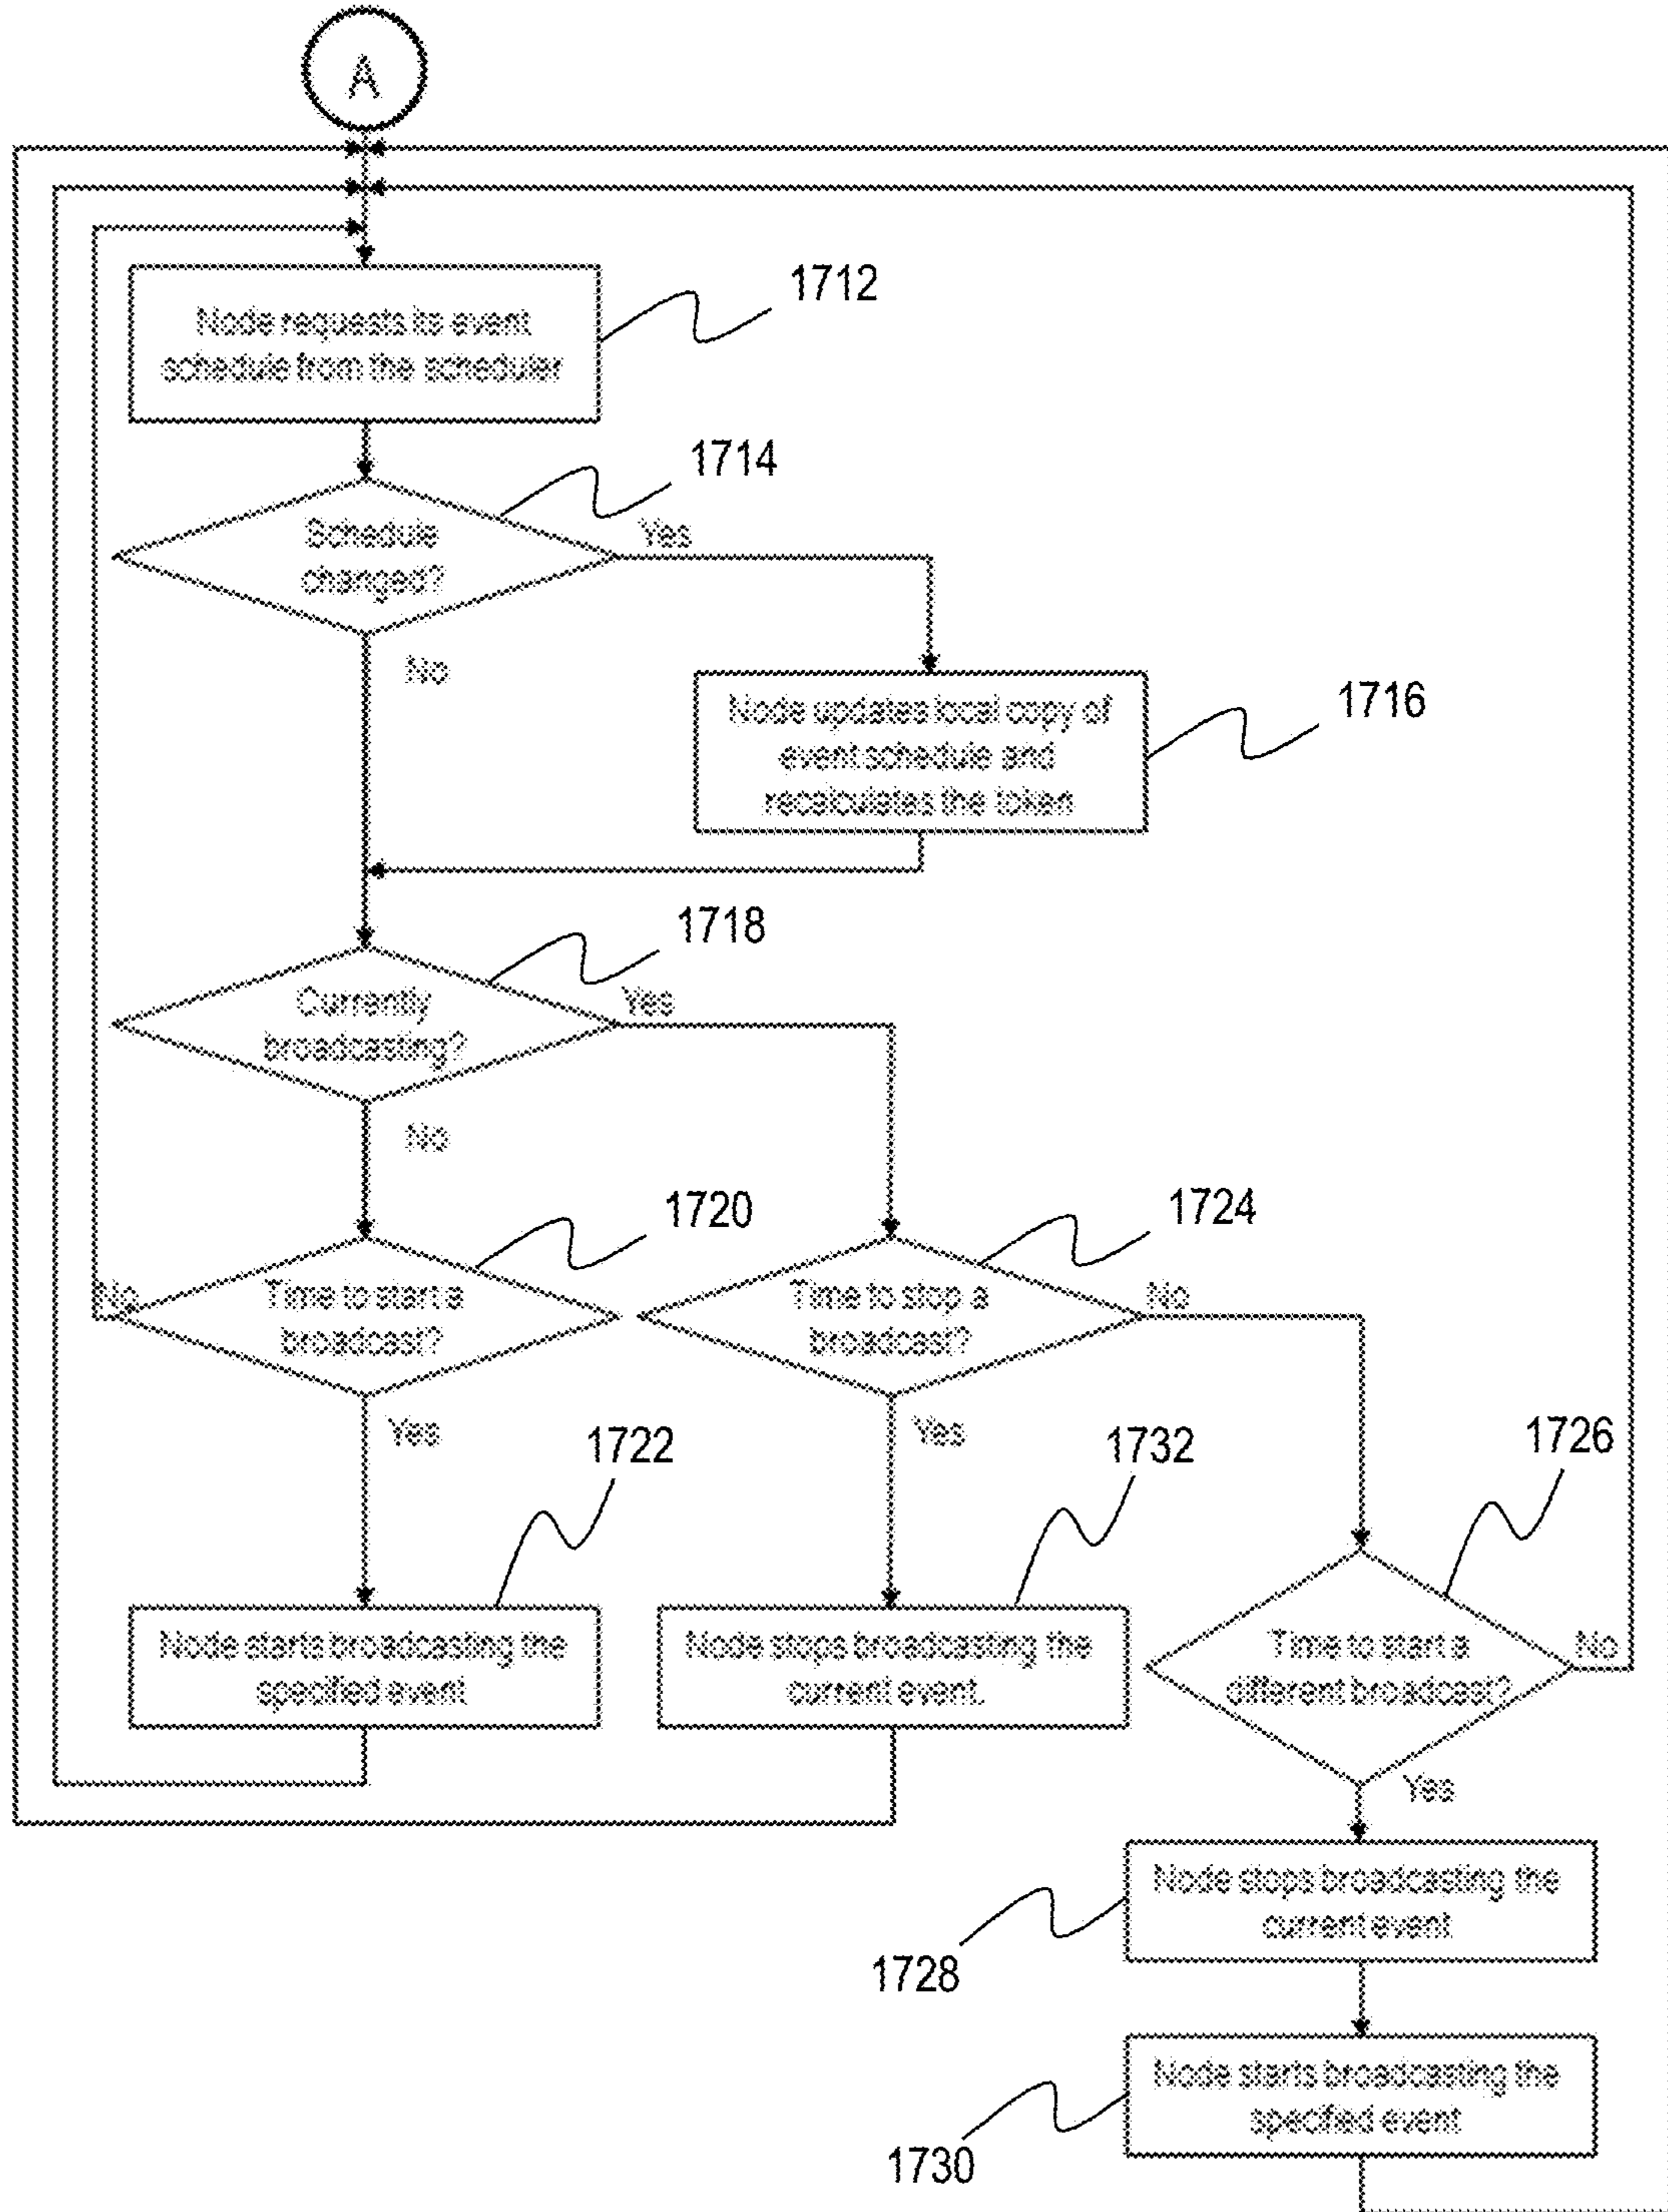 A
Node requests its event
schedule from the scheduler
1712
1714
Schedule
changed?
Yes
No
Node updates local copy of
event schedule and
recalculates the token
1716
1718
Currently
broadcasting?
Yes
No
1720
1724
No
Time to start a
broadcast?
Time to stop a
broadcast?
No
Yes
Yes
1722
1732
1726
Node starts broadcasting the
specified event
Node stops broadcasting the
current event.
Time to start a
different broadcast?
No
Yes
Node stops broadcasting the
current event
1728
Node starts broadcasting the
specified event
1730